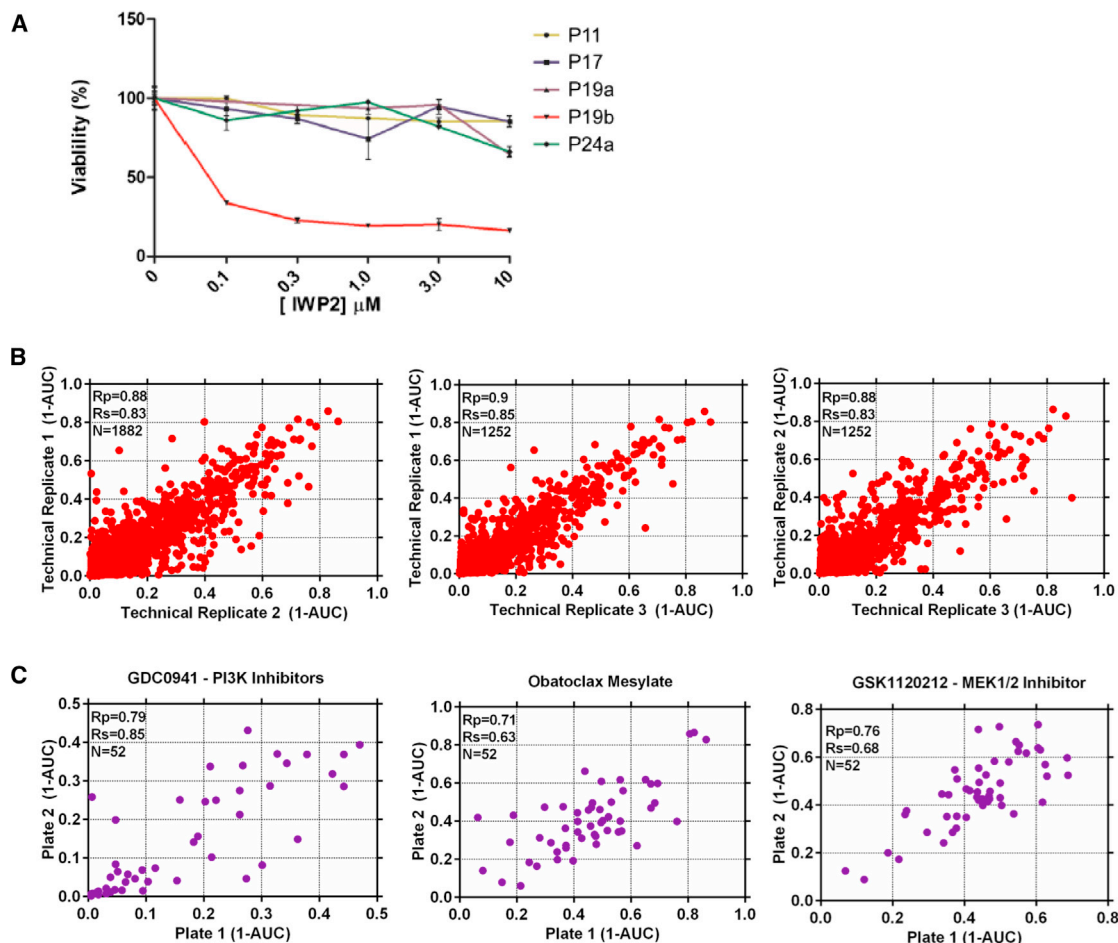 A
150
100
50
0
Viablility (%)
0
0.1
0.3
1.0
3.0
10
[ IWP2] µM
P11
P17
P19a
P19b
P24a
B
Technical Replicate 1 (1-AUC)
1.0
0.8
0.6
0.4
0.2
0.0
Rp=0.88
Rs=0.83
N=1882
0.0 0.2 0.4 0.6 0.8 1.0
Technical Replicate 2 (1-AUC)
Technical Replicate 1 (1-AUC)
1.0
0.8
0.6
0.4
0.2
0.0
Rp=0.9
Rs=0.85
N=1252
0.0 0.2 0.4 0.6 0.8 1.0
Technical Replicate 3 (1-AUC)
Technical Replicate 2 (1-AUC)
1.0
0.8
0.6
0.4
0.2
0.0
Rp=0.88
Rs=0.83
N=1252
0.0 0.2 0.4 0.6 0.8 1.0
Technical Replicate 3 (1-AUC)
C
GDC0941 - PI3K Inhibitors
Plate 2 (1-AUC)
0.5
0.4
0.3
0.2
0.1
0.0
Rp=0.79
Rs=0.85
N=52
0.0 0.1 0.2 0.3 0.4 0.5
Plate 1 (1-AUC)
Obatoclax Mesylate
Plate 2 (1-AUC)
1.0
0.8
0.6
0.4
0.2
0.0
Rp=0.71
Rs=0.63
N=52
0.0 0.2 0.4 0.6 0.8 1.0
Plate 1 (1-AUC)
GSK1120212 - MEK1/2 Inhibitor
Plate 2 (1-AUC)
0.8
0.6
0.4
0.2
0.0
Rp=0.76
Rs=0.68
N=52
0.0 0.2 0.4 0.6 0.8
Plate 1 (1-AUC)